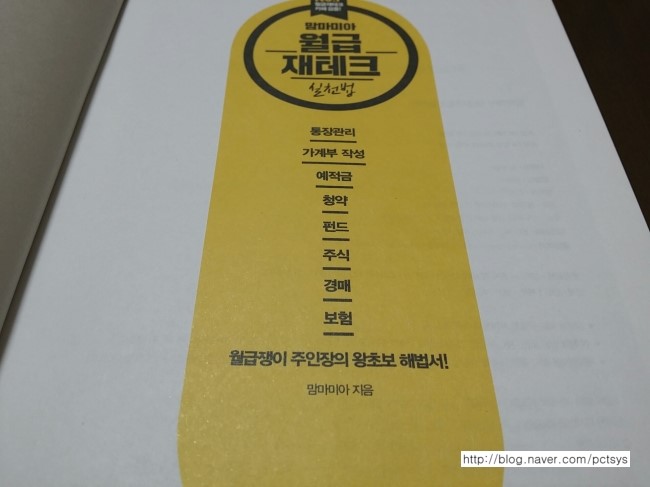 맘마미아
월급
재테크
실천법
통장관리
가계부 작성
예적금
청약
펀드
주식
경매
보험
월급쟁이 주인장의 왕초보 해법서!
맘마미아 지음
http://blog.naver.com/pctsys